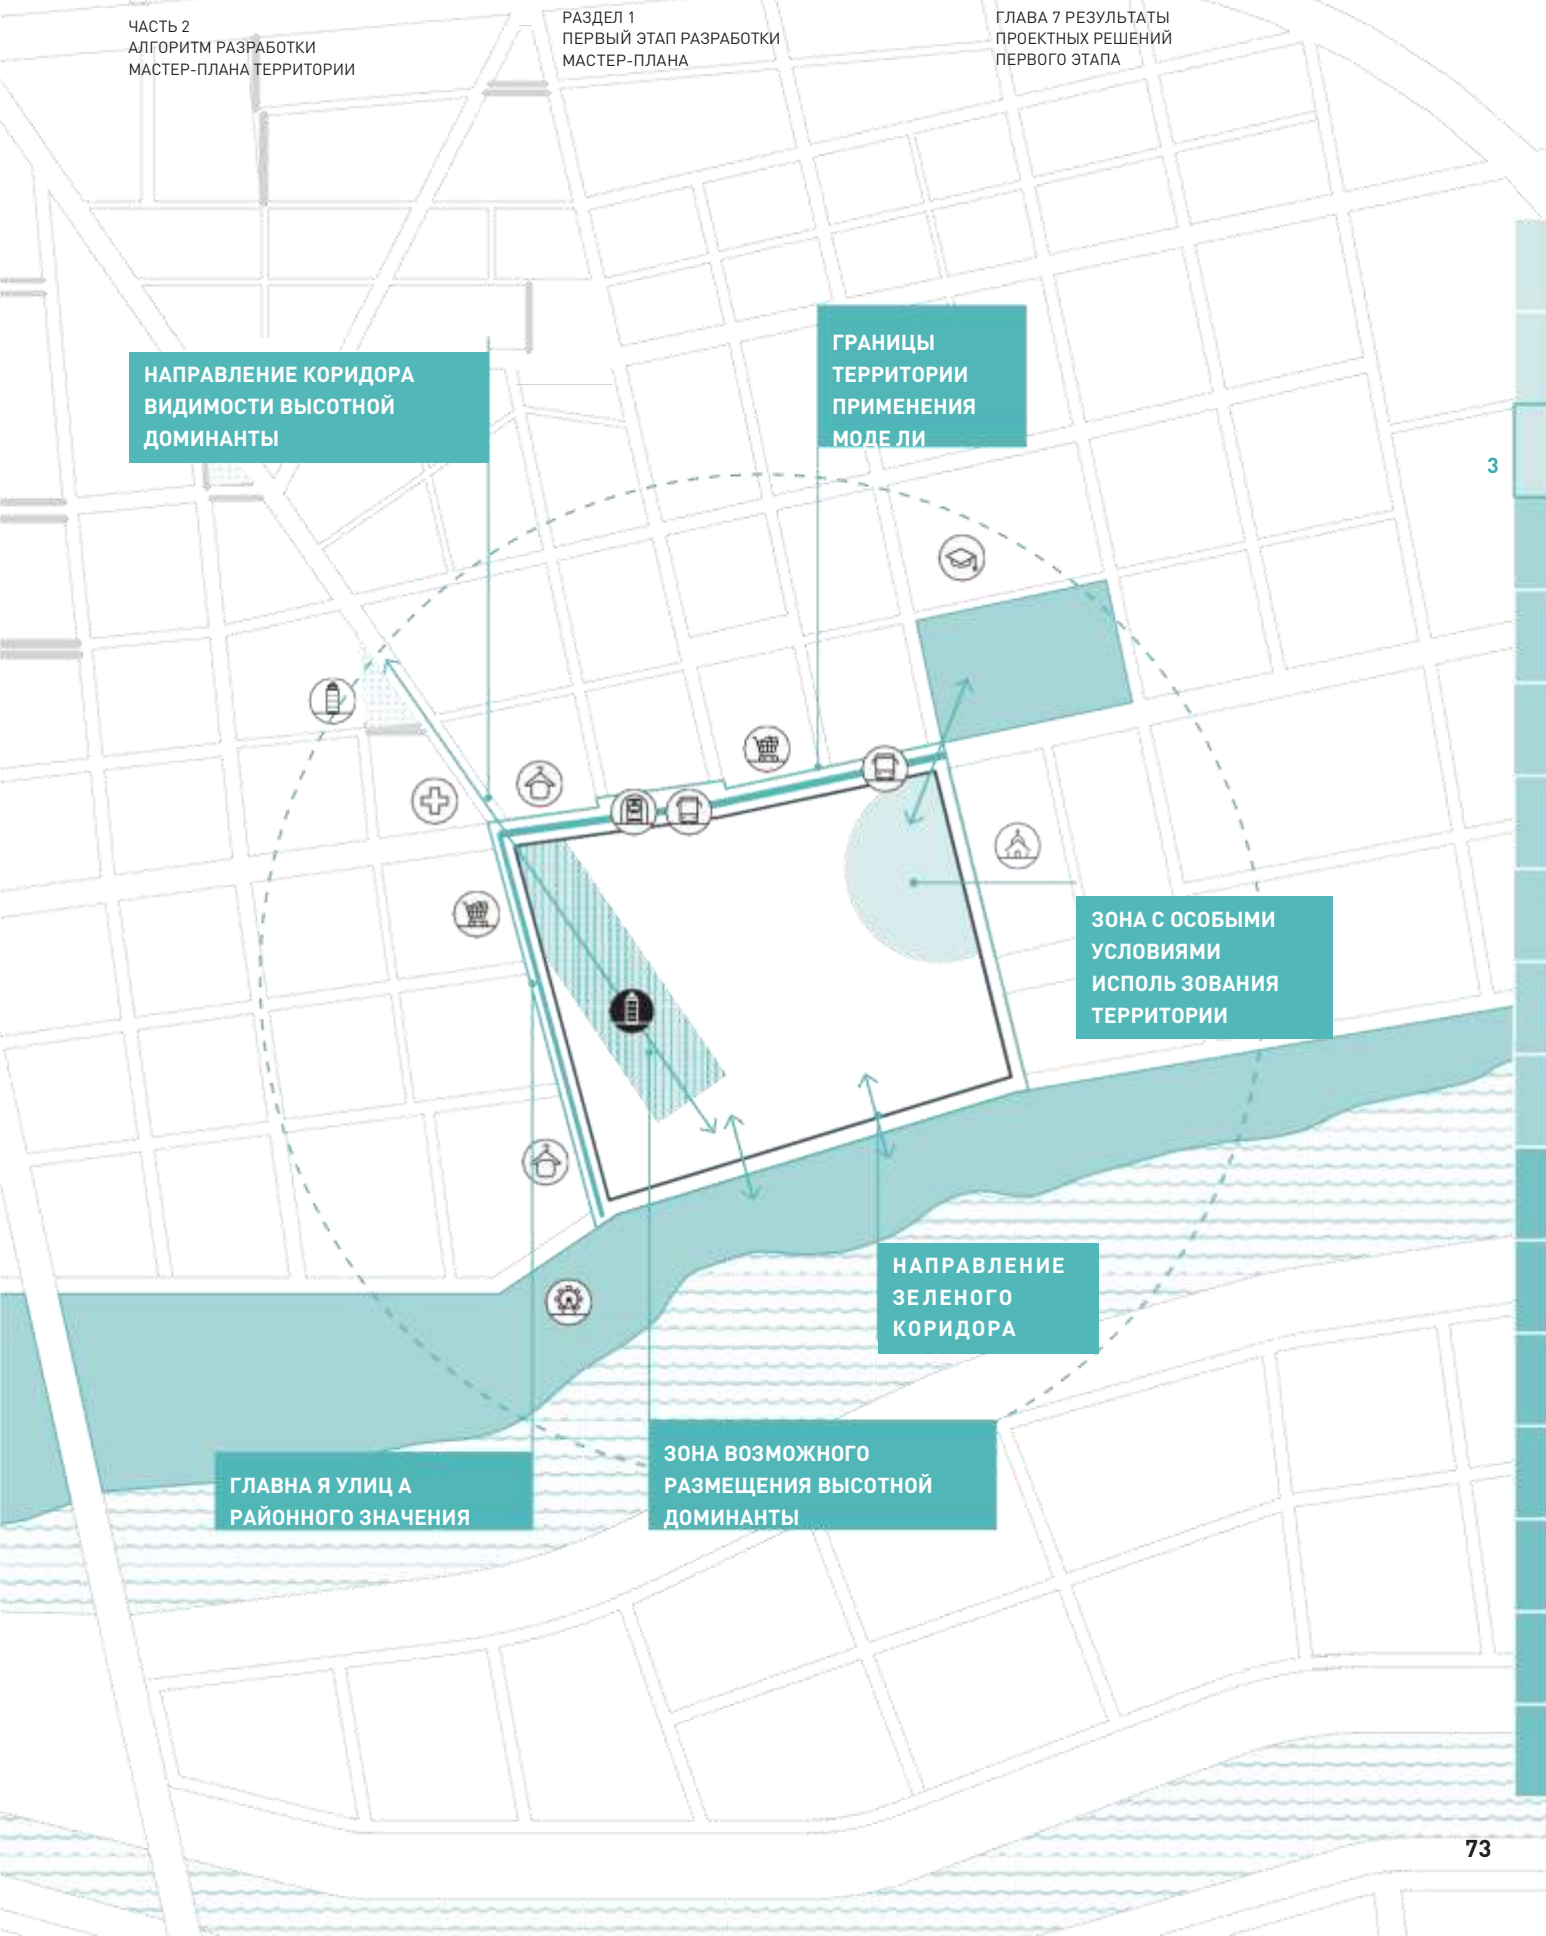 ЧАСТЬ 2
АЛГОРИТМ РАЗРАБОТКИ
МАСТЕР-ПЛАНА ТЕРРИТОРИИ
РАЗДЕЛ 1
ПЕРВЫЙ ЭТАП РАЗРАБОТКИ
МАСТЕР-ПЛАНА
ГЛАВА 7 РЕЗУЛЬТАТЫ
ПРОЕКТНЫХ РЕШЕНИЙ
ПЕРВОГО ЭТАПА
НАПРАВЛЕНИЕ КОРИДОРА
ВИДИМОСТИ ВЫСОТНОЙ
ДОМИНАНТЫ
ГРАНИЦЫ
ТЕРРИТОРИИ
ПРИМЕНЕНИЯ
МОДЕ ЛИ
3
ЗОНА С ОСОБЫМИ
УСЛОВИЯМИ
ИСПОЛЬ ЗОВАНИЯ
ТЕРРИТОРИИ
НАПРАВЛЕНИЕ
ЗЕЛЕНОГО
КОРИДОРА
ГЛАВНА Я УЛИЦ А
РАЙОННОГО ЗНАЧЕНИЯ
ЗОНА ВОЗМОЖНОГО
РАЗМЕЩЕНИЯ ВЫСОТНОЙ
ДОМИНАНТЫ
73